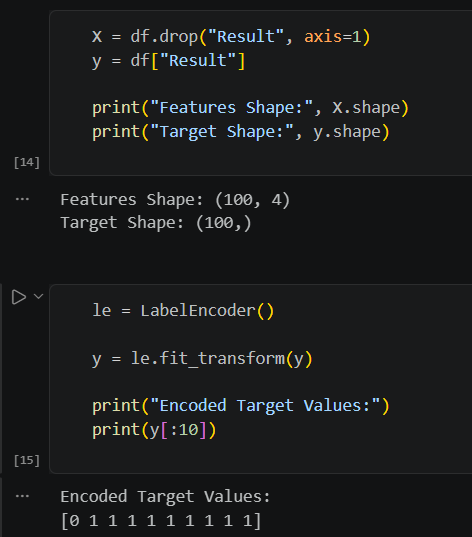 X = df.drop("Result", axis=1)
y = df["Result"]
print("Features Shape:", X.shape)
print("Target Shape:", y.shape)
[14]
... Features Shape: (100, 4)
Target Shape: (100,)
le = LabelEncoder()
y = le.fit_transform(y)
print("Encoded Target Values:")
print(y[:10])
[15]
... Encoded Target Values:
[0 1 1 1 1 1 1 1 1 1]